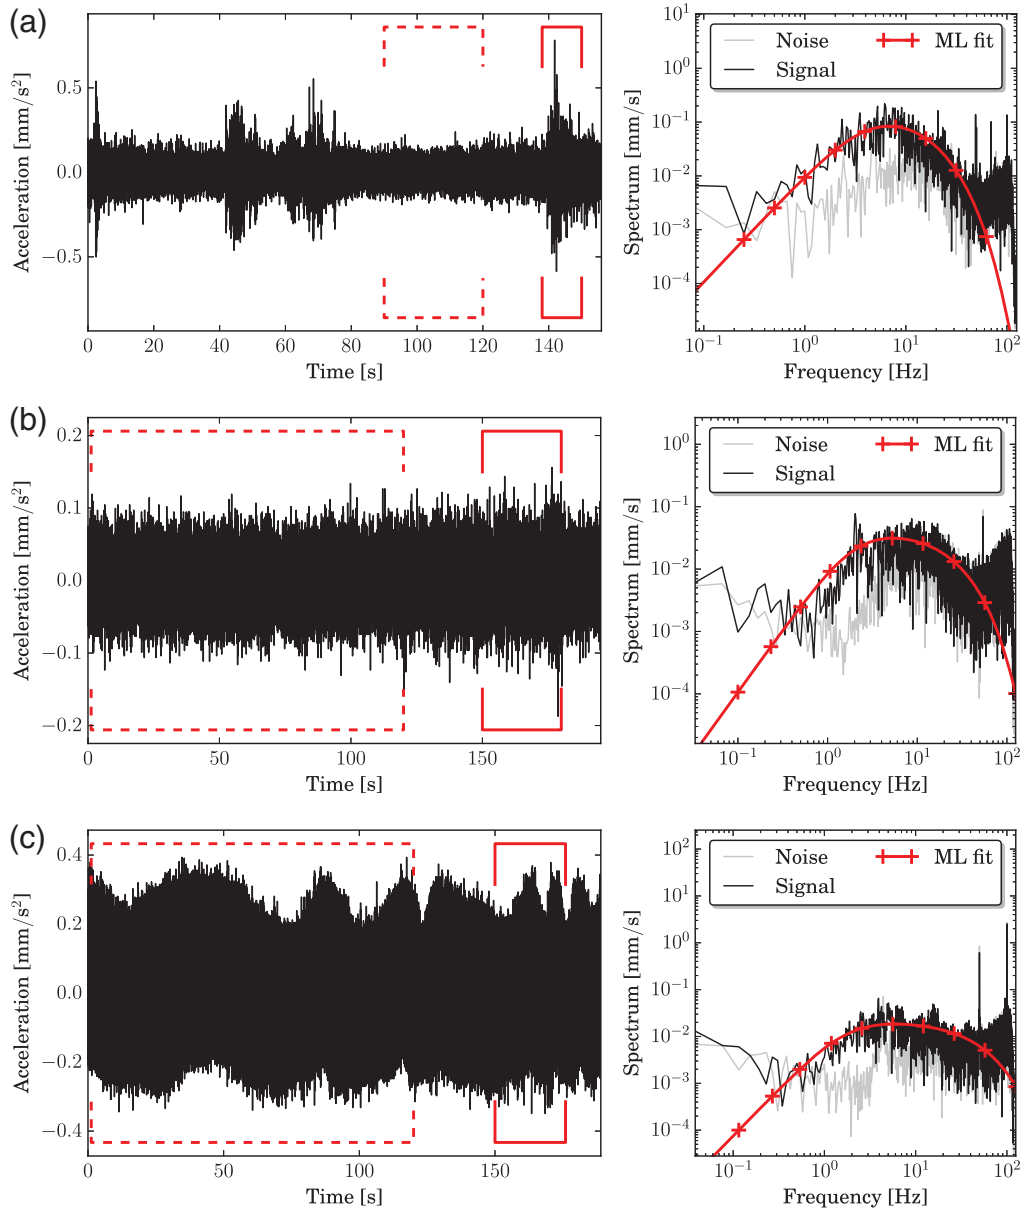 (a)
Acceleration [mm/s²]
0.5
0.0
−0.5
0 20 40 60 80 100 120 140
Time [s]
Noise ML fit
Signal
Spectrum [mm/s]
10¹
10⁰
10⁻¹
10⁻²
10⁻³
10⁻⁴
10⁻¹ 10⁰ 10¹ 10²
Frequency [Hz]
(b)
Acceleration [mm/s²]
0.2
0.1
0.0
−0.1
−0.2
0 50 100 150
Time [s]
Noise ML fit
Signal
Spectrum [mm/s]
10⁰
10⁻¹
10⁻²
10⁻³
10⁻⁴
10⁻¹ 10⁰ 10¹ 10²
Frequency [Hz]
(c)
Acceleration [mm/s²]
0.4
0.2
0.0
−0.2
−0.4
0 50 100 150
Time [s]
Noise ML fit
Signal
Spectrum [mm/s]
10²
10¹
10⁰
10⁻¹
10⁻²
10⁻³
10⁻⁴
10⁻¹ 10⁰ 10¹ 10²
Frequency [Hz]